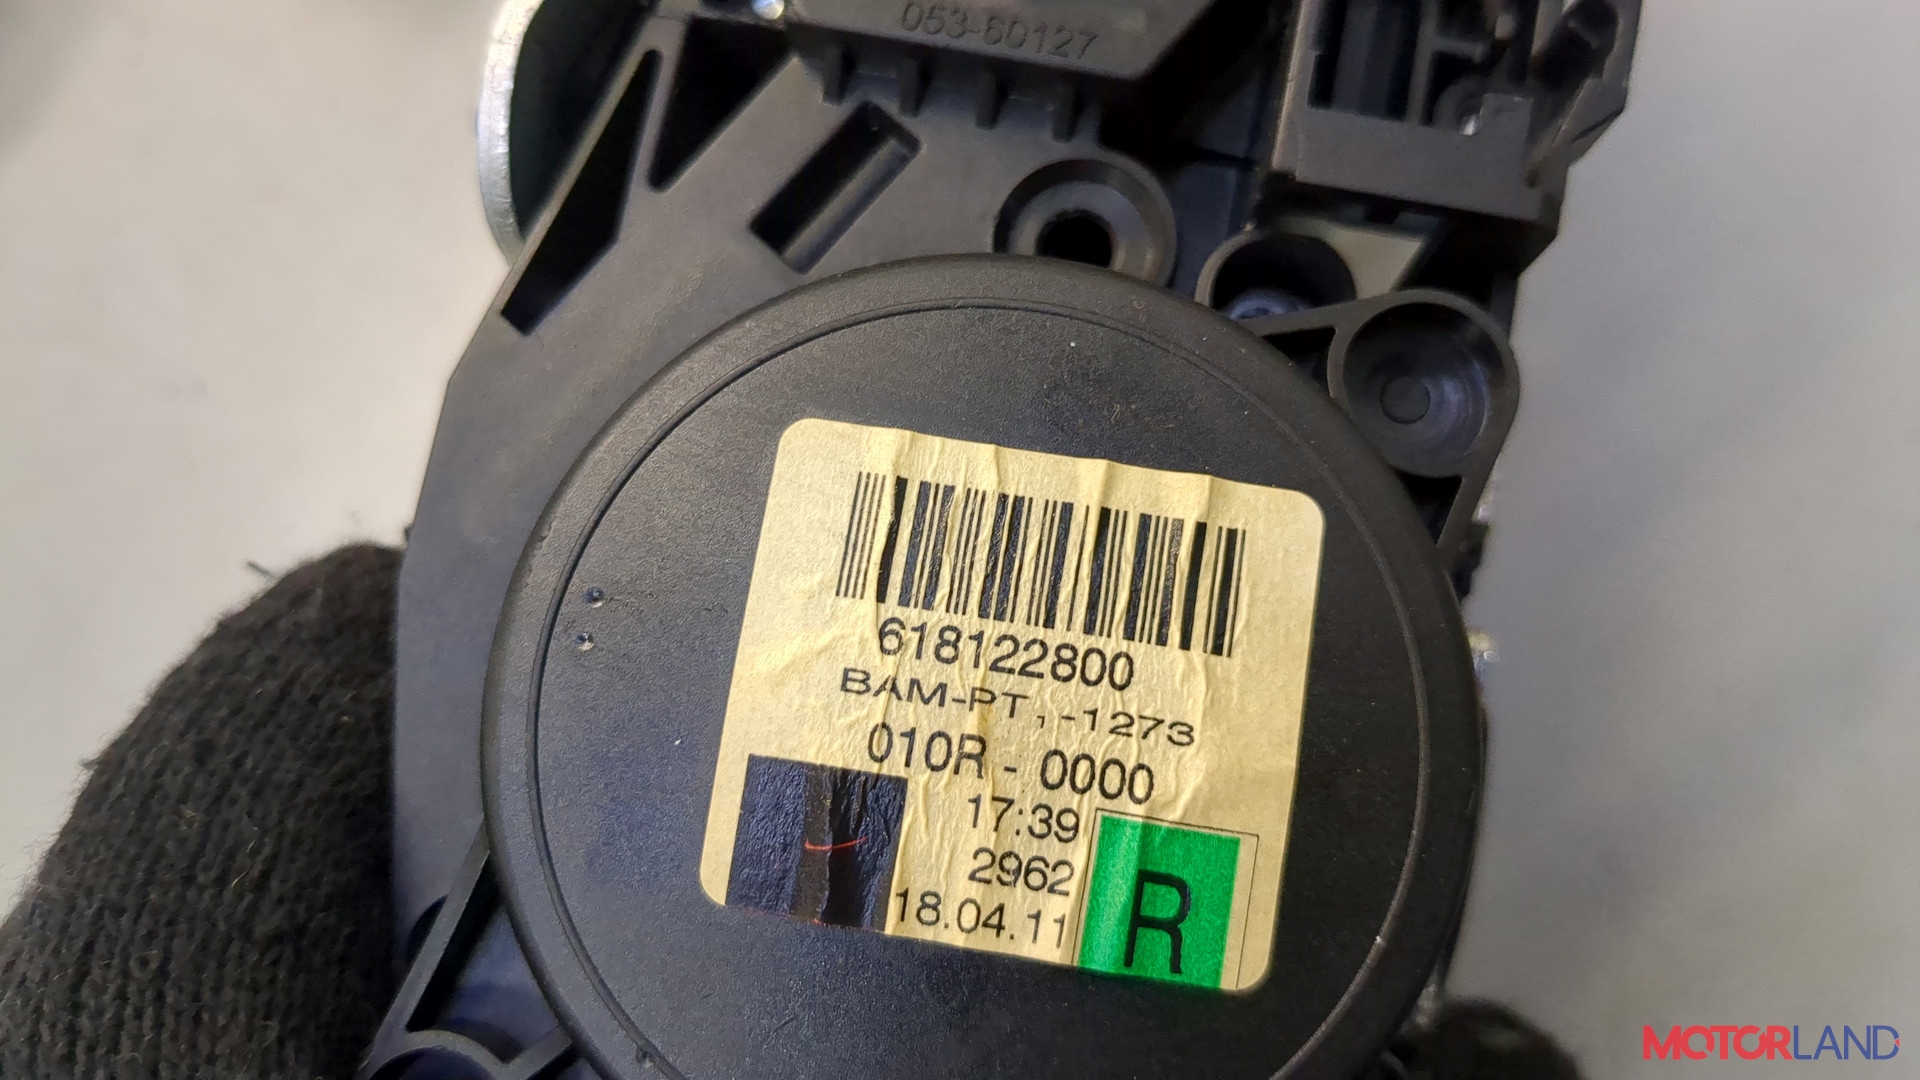 053-60127
618122800
BAM-PT, -1273
010R - 0000
17:39
2962
18.04.11
R
MOTORLAND